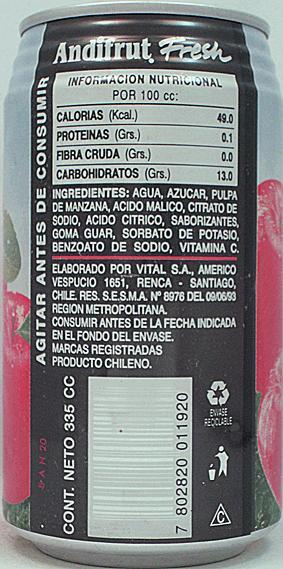 Andifrut Fresh
INFORMACION NUTRICIONAL
POR 100 cc:
CALORIAS (Kcal.) 49.0
PROTEINAS (Grs.) 0.1
FIBRA CRUDA (Grs.) 0.0
CARBOHIDRATOS (Grs.) 13.0
INGREDIENTES: AGUA, AZUCAR, PULPA
DE MANZANA, ACIDO MALICO, CITRATO DE
SODIO, ACIDO CITRICO, SABORIZANTES,
GOMA GUAR, SORBATO DE POTASIO,
BENZOATO DE SODIO, VITAMINA C.
ELABORADO POR VITAL S.A., AMERICO
VESPUCIO 1651, RENCA - SANTIAGO,
CHILE. RES. S.E.S.M.A. Nº 8976 DEL 09/06/93
REGION METROPOLITANA.
CONSUMIR ANTES DE LA FECHA INDICADA
EN EL FONDO DEL ENVASE.
MARCAS REGISTRADAS
PRODUCTO CHILENO.
AGITAR ANTES DE CONSUMIR
CONT. NETO 335 CC
7 802820 011920
ENVASE
RECICLABLE
C